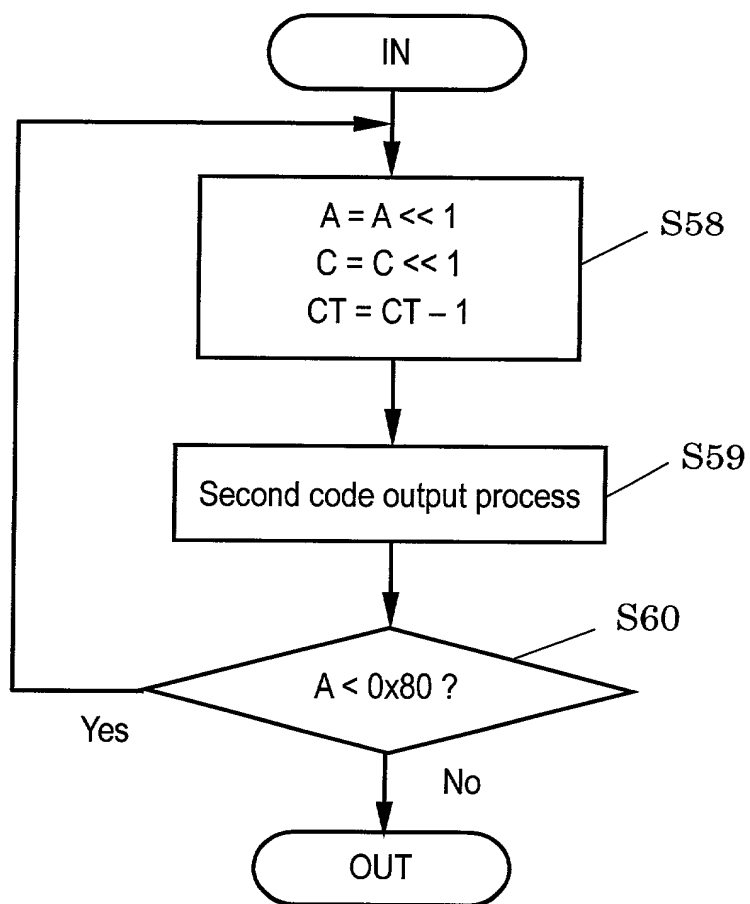 IN
A = A << 1
C = C << 1
CT = CT – 1
S58
Second code output process
S59
A < 0x80 ?
S60
Yes
No
OUT